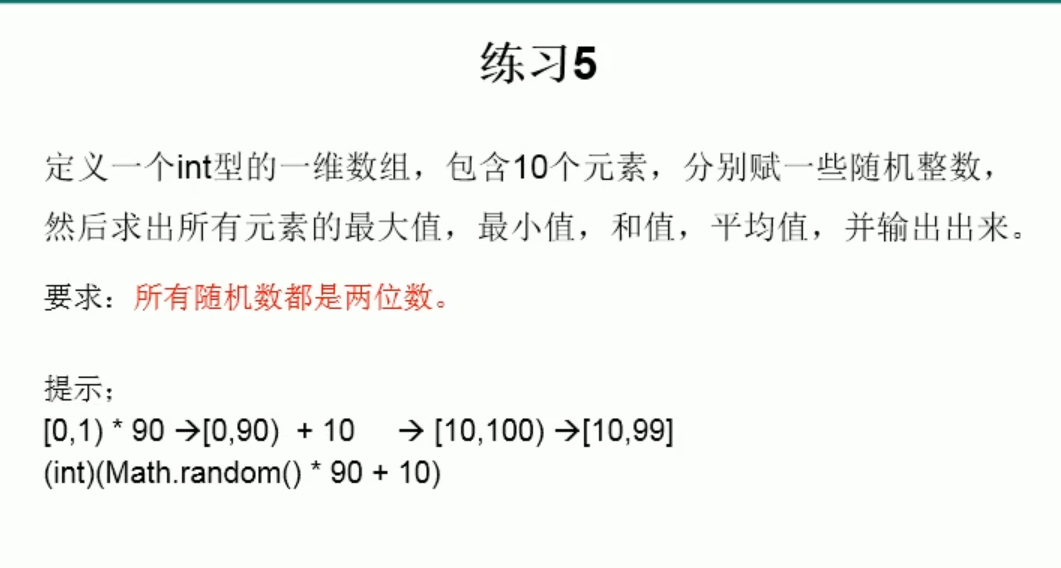 练习5
定义一个int型的一维数组，包含10个元素，分别赋一些随机整数，
然后求出所有元素的最大值，最小值，和值，平均值，并输出出来。
要求：所有随机数都是两位数。
提示；
[0,1) * 90 →[0,90)  + 10  → [10,100) →[10,99]
(int)(Math.random() * 90 + 10)